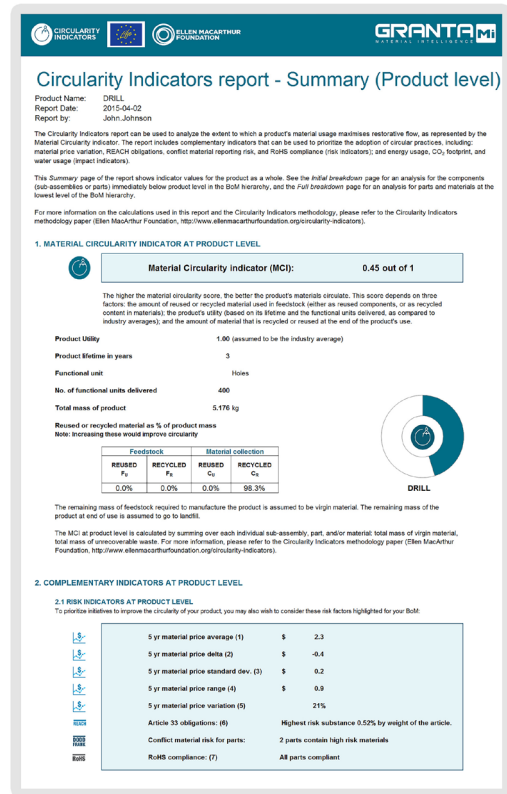 CIRCULARITY
INDICATORS
ELLEN MACARTHUR
FOUNDATION
GRANTA Mi
MATERIAL INTELLIGENCE
Circularity Indicators report - Summary (Product level)
Product Name: DRILL
Report Date: 2015-04-02
Report by: John.Johnson
The Circularity Indicators report can be used to analyze the extent to which a product's material usage maximises restorative flow, as represented by the
Material Circularity indicator. The report includes complementary indicators that can be used to prioritize the adoption of circular practices, including:
material price variation, REACH obligations, conflict material reporting risk, and RoHS compliance (risk indicators); and energy usage, CO₂ footprint, and
water usage (impact indicators).
This Summary page of the report shows indicator values for the product as a whole. See the Initial breakdown page for an analysis for the components
(sub-assemblies or parts) immediately below product level in the BoM hierarchy, and the Full breakdown page for an analysis for parts and materials at the
lowest level of the BoM hierarchy.
For more information on the calculations used in this report and the Circularity Indicators methodology, please refer to the Circularity Indicators
methodology paper (Ellen MacArthur Foundation, http://www.ellenmacarthurfoundation.org/circularity-indicators).
1. MATERIAL CIRCULARITY INDICATOR AT PRODUCT LEVEL
Material Circularity indicator (MCI): 0.45 out of 1
The higher the material circularity score, the better the product's materials circulate. This score depends on three
factors: the amount of reused or recycled material used in feedstock (either as reused components, or as recycled
content in materials); the product's utility (based on its lifetime and the functional units delivered, as compared to
industry averages); and the amount of material that is recycled or reused at the end of the product's use.
Product Utility 1.00 (assumed to be the industry average)
Product lifetime in years 3
Functional unit Holes
No. of functional units delivered 400
Total mass of product 5.176 kg
Reused or recycled material as % of product mass
Note: Increasing these would improve circularity
Feedstock Material collection
REUSED RECYCLED REUSED RECYCLED
Fᵤ Fᵣ Cᵤ Cᵣ
0.0% 0.0% 0.0% 98.3%
DRILL
The remaining mass of feedstock required to manufacture the product is assumed to be virgin material. The remaining mass of the
product at end of use is assumed to go to landfill.
The MCI at product level is calculated by summing over each individual sub-assembly, part, and/or material: total mass of virgin material,
total mass of unrecoverable waste. For more information, please refer to the Circularity Indicators methodology paper (Ellen MacArthur
Foundation, http://www.ellenmacarthurfoundation.org/circularity-indicators).
2. COMPLEMENTARY INDICATORS AT PRODUCT LEVEL
2.1 RISK INDICATORS AT PRODUCT LEVEL
To prioritize initiatives to improve the circularity of your product, you may also wish to consider these risk factors highlighted for your BoM:
5 yr material price average (1) $ 2.3
5 yr material price delta (2) $ -0.4
5 yr material price standard dev. (3) $ 0.2
5 yr material price range (4) $ 0.9
5 yr material price variation (5) 21%
REACH Article 33 obligations: (6) Highest risk substance 0.52% by weight of the article.
DODD
FRANK Conflict material risk for parts: 2 parts contain high risk materials
RoHS RoHS compliance: (7) All parts compliant